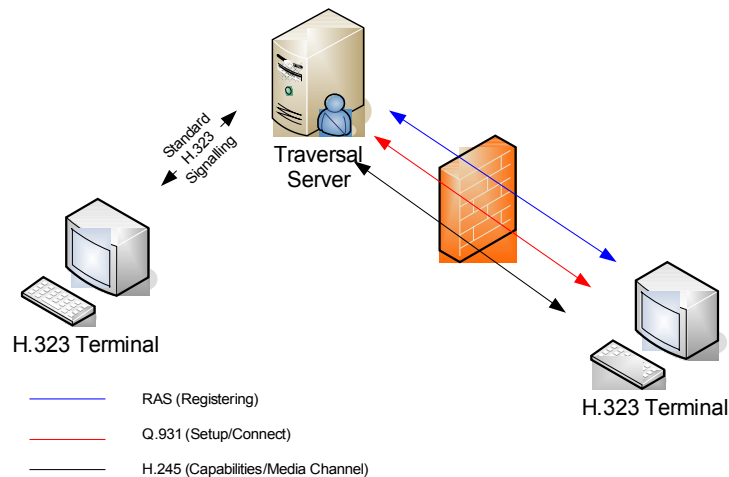 Standard
H.323
Signalling
Traversal
Server
H.323 Terminal
H.323 Terminal
RAS (Registering)
Q.931 (Setup/Connect)
H.245 (Capabilities/Media Channel)